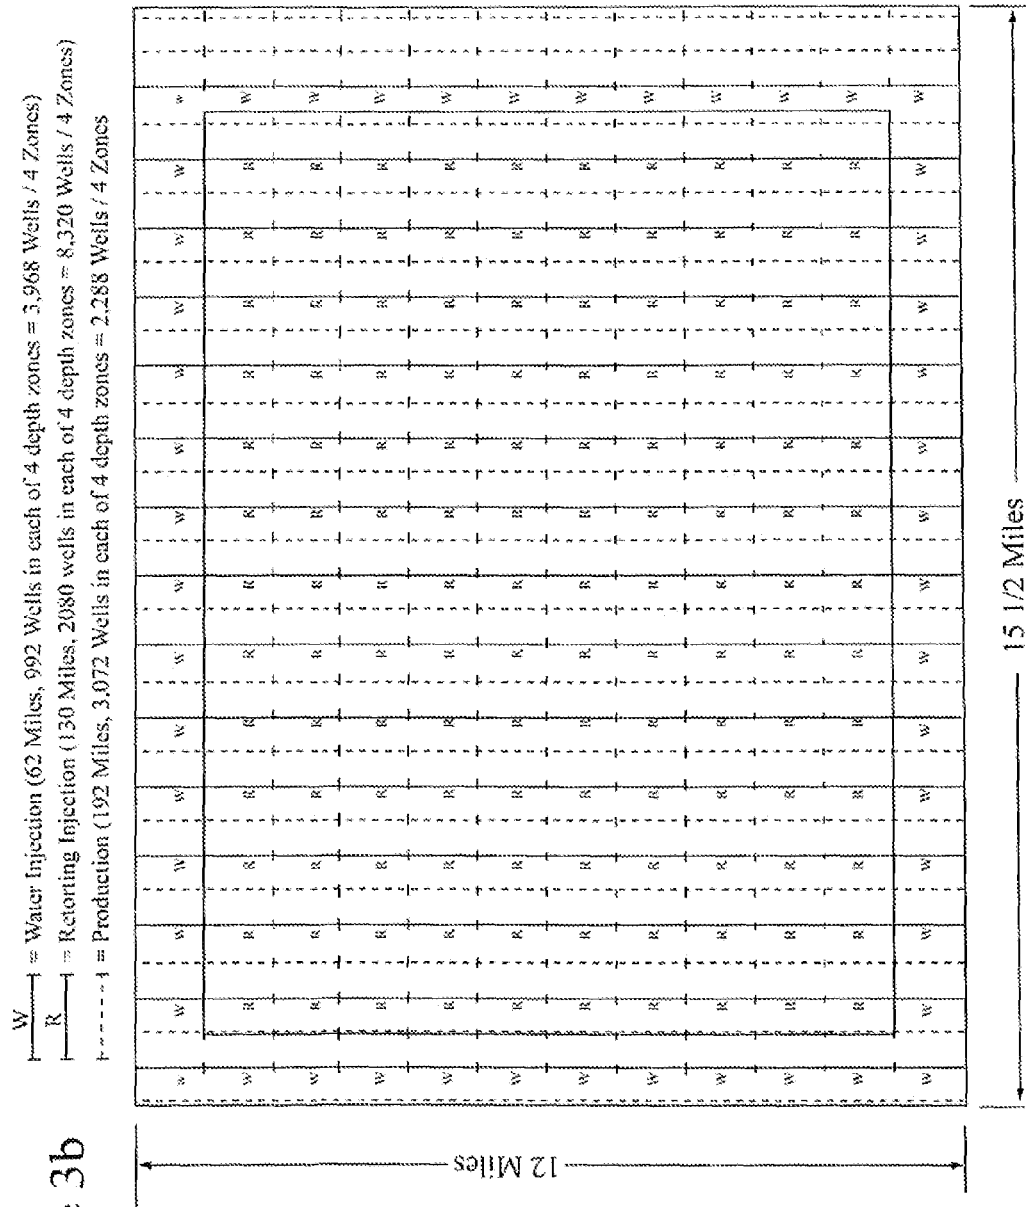 e 3b
W
= Water Injection (62 Miles, 992 Wells in each of 4 depth zones = 3,968 Wells / 4 Zones)
R
= Retorting Injection (130 Miles, 2080 wells in each of 4 depth zones = 8,320 Wells / 4 Zones)
= Production (192 Miles, 3,072 Wells in each of 4 depth zones = 2,288 Wells / 4 Zones
W W W W W W W W W W W W W W W
W R R R R R R R R R R R R R W
W R R R R R R R R R R R R R W
W R R R R R R R R R R R R R W
W R R R R R R R R R R R R R W
W R R R R R R R R R R R R R W
W R R R R R R R R R R R R R W
W R R R R R R R R R R R R R W
W R R R R R R R R R R R R R W
W R R R R R R R R R R R R R W
W R R R R R R R R R R R R R W
W W W W W W W W W W W W W W W
12 Miles
15 1/2 Miles